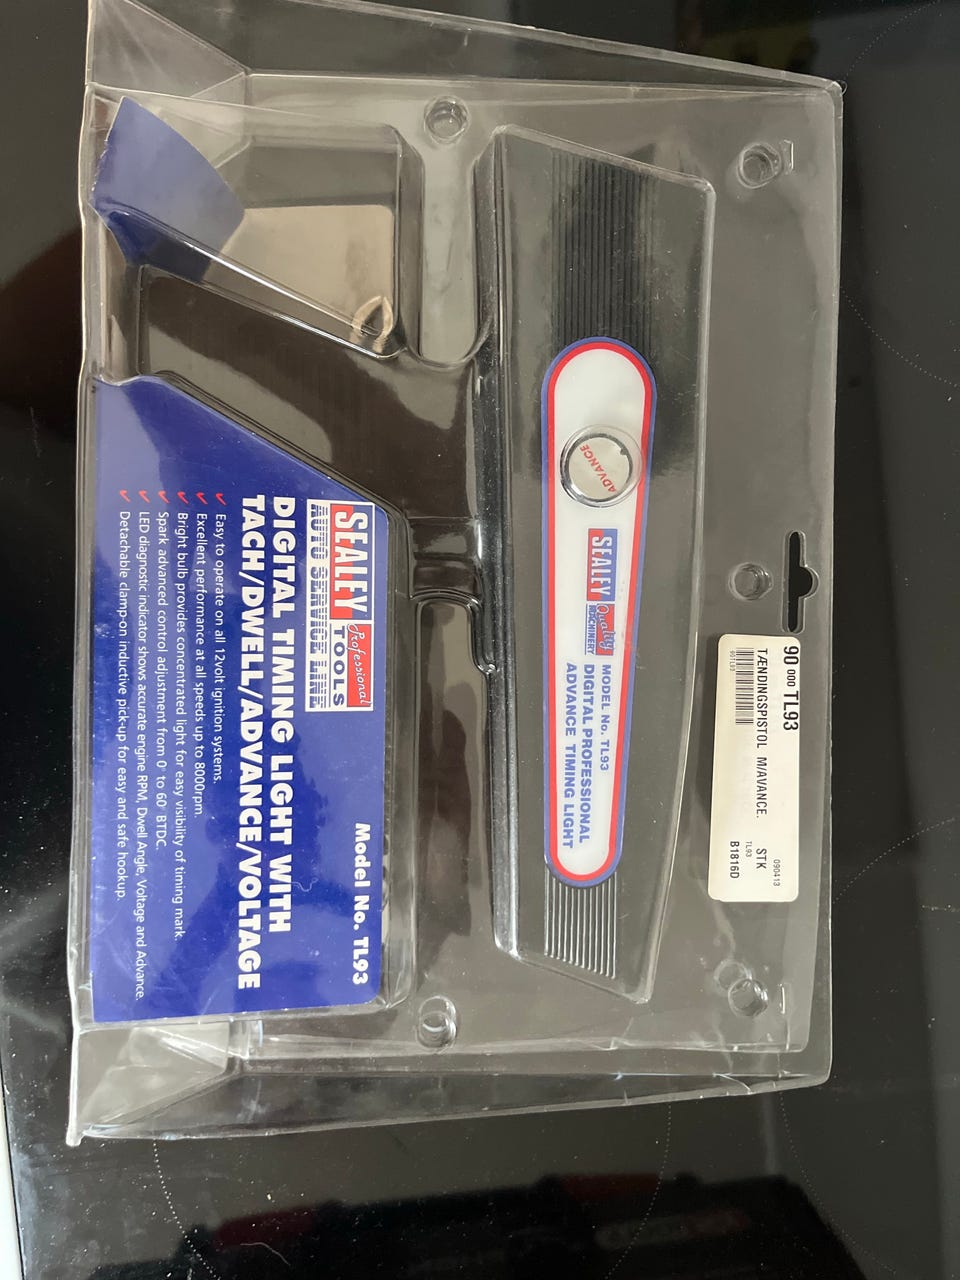 90 000 TL93
TÆNDINGSPISTOL M/AVANCE.
901L93
090413
STK
TL93
B1816D
ADVANCE
SEALEY
Quality
MACHINERY
MODEL No. TL93
DIGITAL PROFESSIONAL
ADVANCE TIMING LIGHT
Model No. TL93
SEALEY
Professional
TOOLS
AUTO SERVICE LINE
DIGITAL TIMING LIGHT WITH
TACH/DWELL/ADVANCE/VOLTAGE
✓ Easy to operate on all 12volt ignition systems.
✓ Excellent performance at all speeds up to 8000rpm.
✓ Bright bulb provides concentrated light for easy visibility of timing mark.
✓ Spark advanced control adjustment from 0° to 60° BTDC.
✓ LED diagnostic indicator shows accurate engine RPM, Dwell Angle, Voltage and Advance.
✓ Detachable clamp-on inductive pick-up for easy and safe hookup.